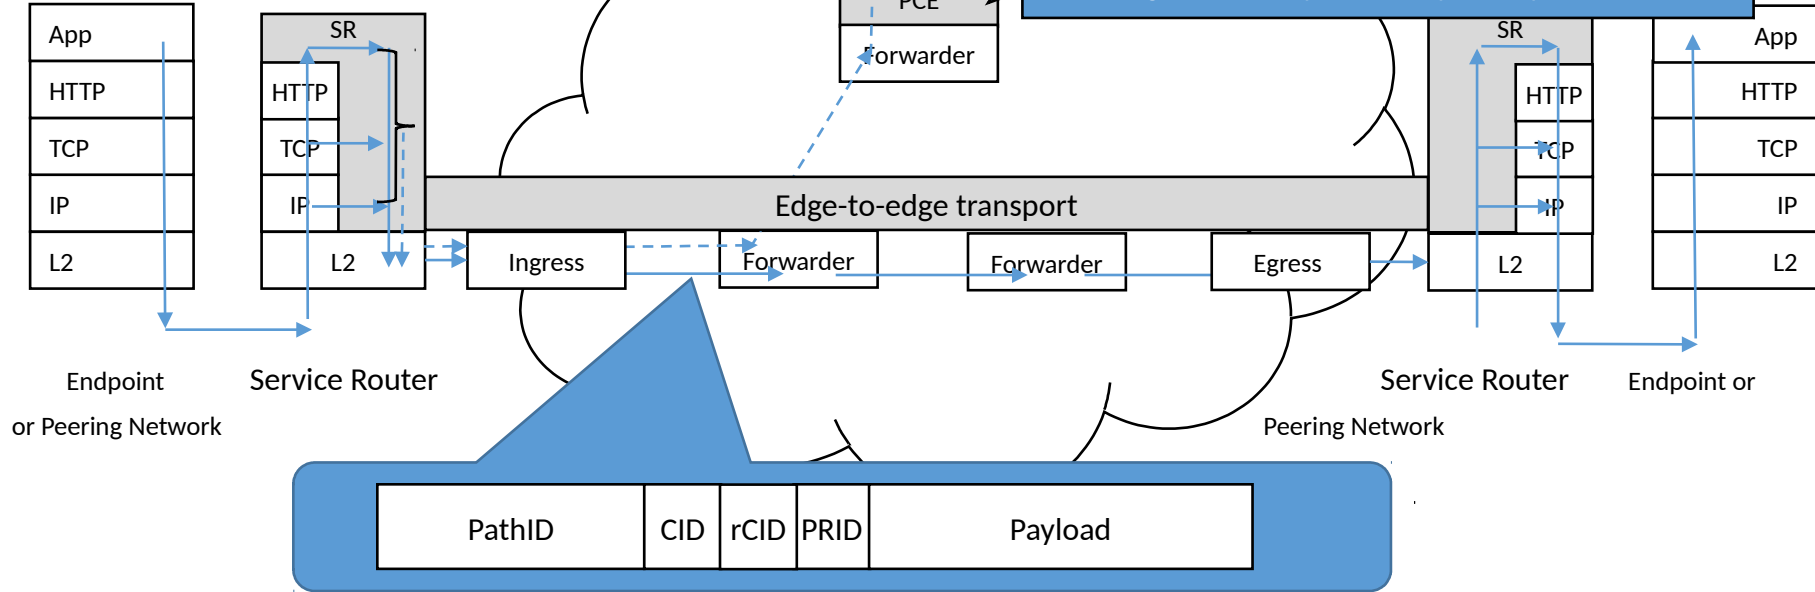 PCE
Forwarder
App
HTTP
TCP
IP
L2
SR
HTTP
TCP
IP
L2
Edge-to-edge transport
Ingress
Forwarder
Forwarder
Egress
SR
HTTP
TCP
IP
L2
App
HTTP
TCP
IP
L2
Endpoint
or Peering Network
Service Router
Service Router
Endpoint or
Peering Network
PathID CID rCID PRID Payload